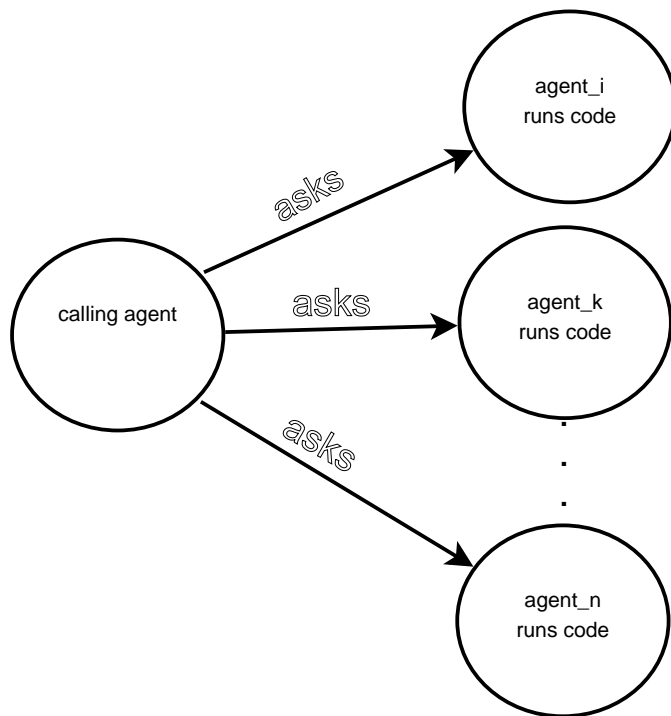 agent_i
runs code
asks
calling agent
asks
agent_k
runs code
asks
agent_n
runs code